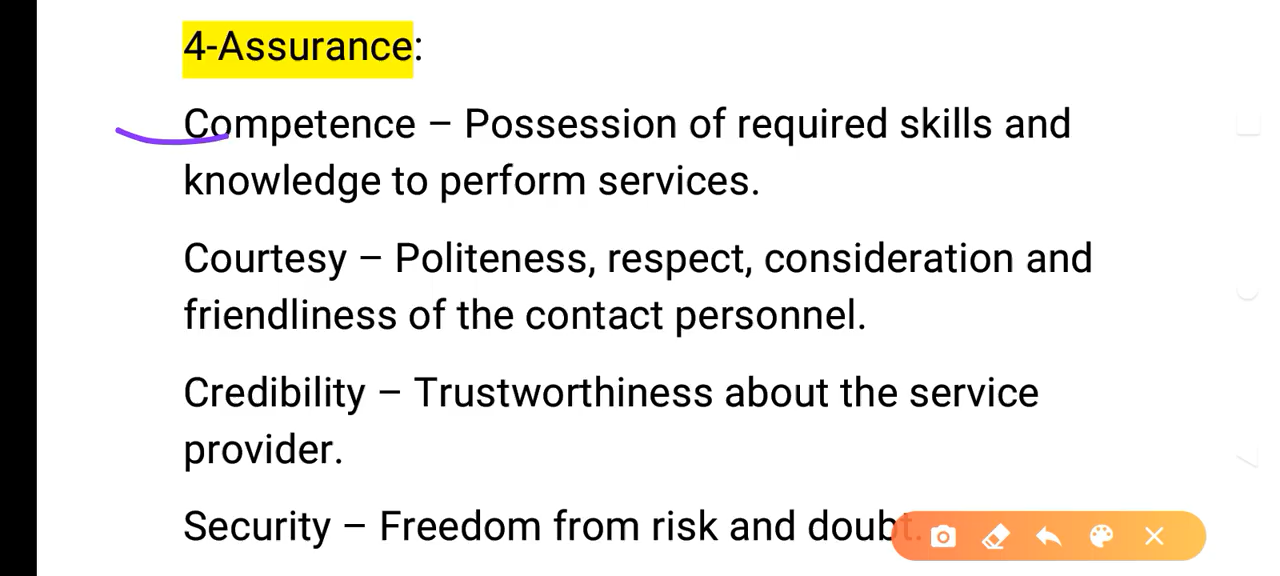 4-Assurance:
Competence – Possession of required skills and
knowledge to perform services.
Courtesy – Politeness, respect, consideration and
friendliness of the contact personnel.
Credibility – Trustworthiness about the service
provider.
Security – Freedom from risk and doubt.